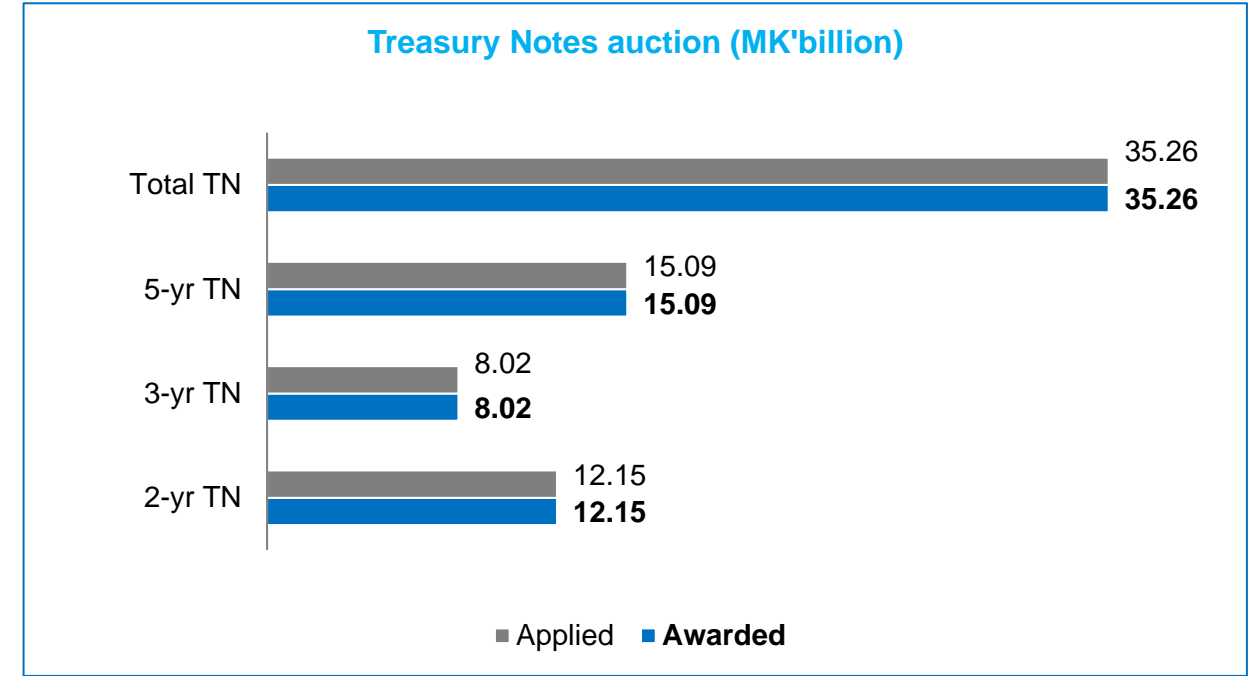 Treasury Notes auction (MK'billion)
35.26
Total TN
35.26
15.09
5-yr TN
15.09
8.02
3-yr TN
8.02
12.15
2-yr TN
12.15
Applied Awarded